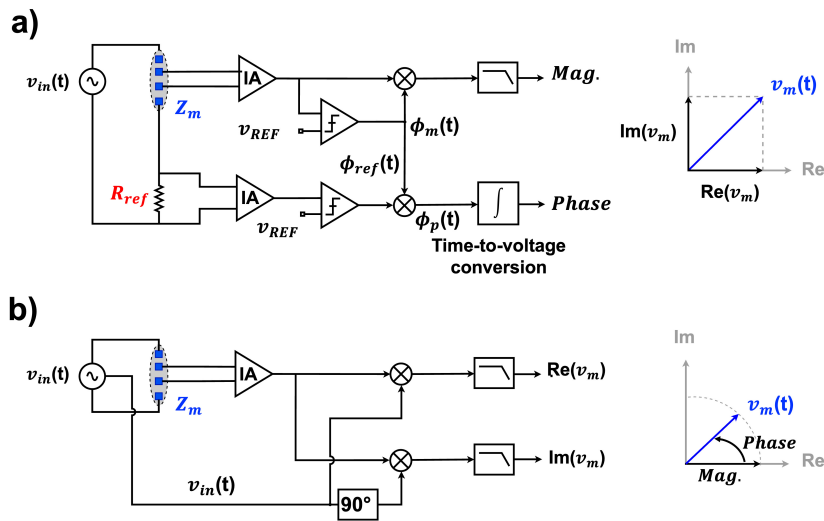 a)
v_in(t)
Z_m
IA
Mag.
v_REF
ϕ_m(t)
ϕ_ref(t)
R_ref
IA
v_REF
ϕ_p(t)
∫
Phase
Time-to-voltage
conversion
Im
v_m(t)
Im(v_m)
Re
Re(v_m)
b)
v_in(t)
Z_m
IA
Re(v_m)
Im(v_m)
v_in(t)
90°
Im
v_m(t)
Phase
Re
Mag.